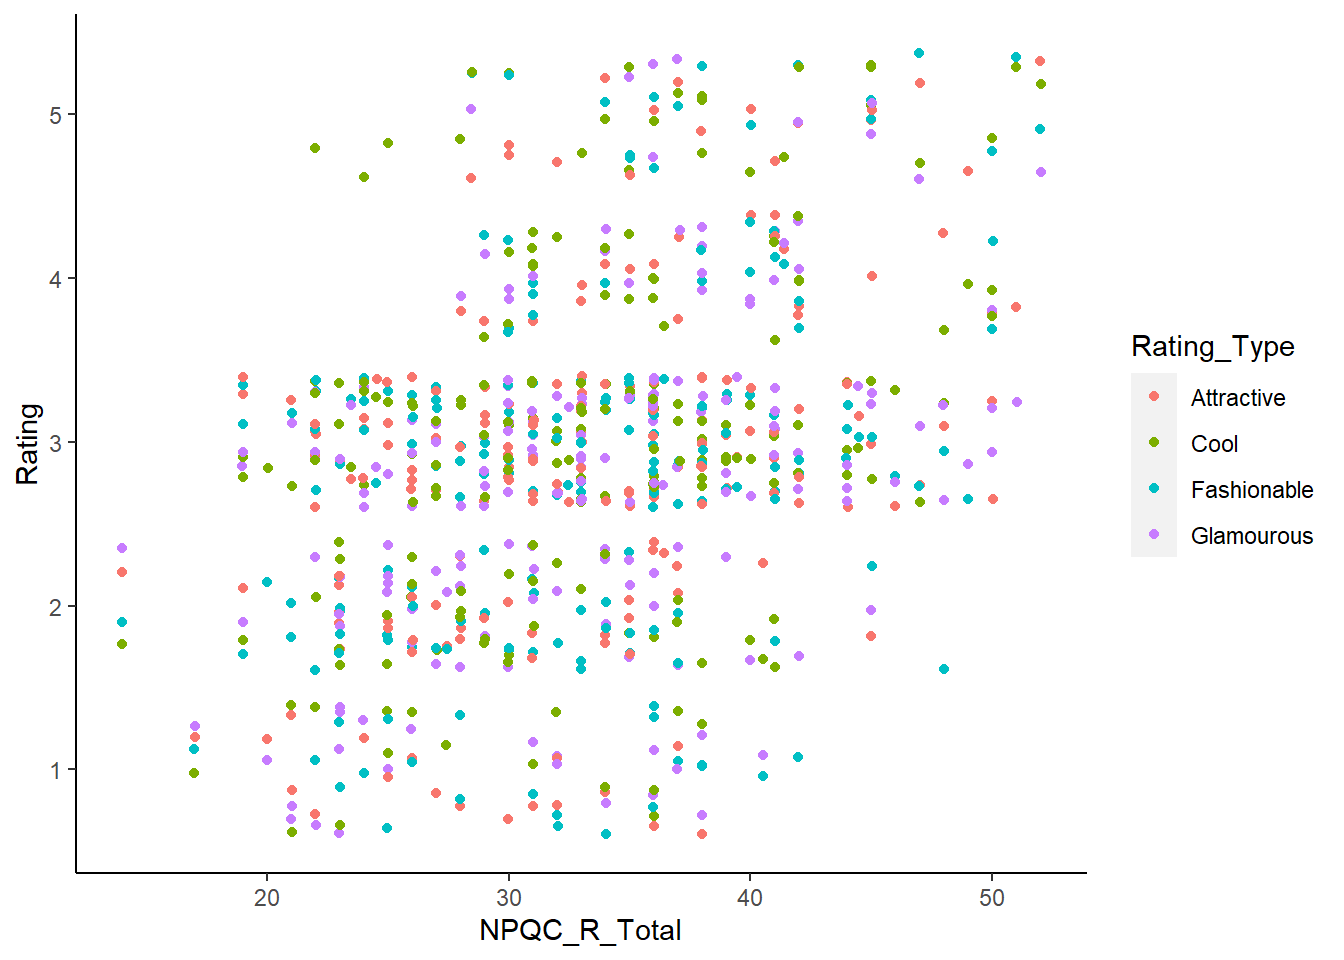 5
4
3
2
1
Rating
20
30
40
50
NPQC_R_Total
Rating_Type
Attractive
Cool
Fashionable
Glamourous